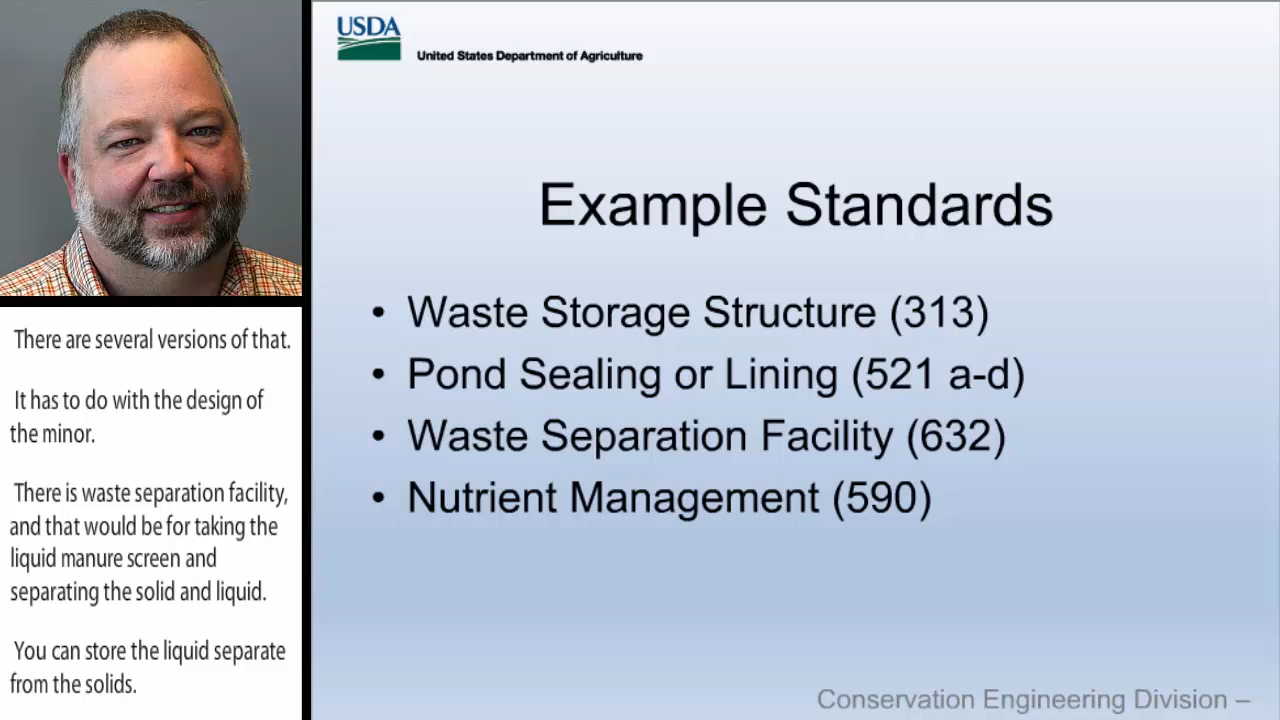 USDA
United States Department of Agriculture
Example Standards
• Waste Storage Structure (313)
• Pond Sealing or Lining (521 a-d)
• Waste Separation Facility (632)
• Nutrient Management (590)
Conservation Engineering Division –
There are several versions of that.
It has to do with the design of
the minor.
There is waste separation facility,
and that would be for taking the
liquid manure screen and
separating the solid and liquid.
You can store the liquid separate
from the solids.